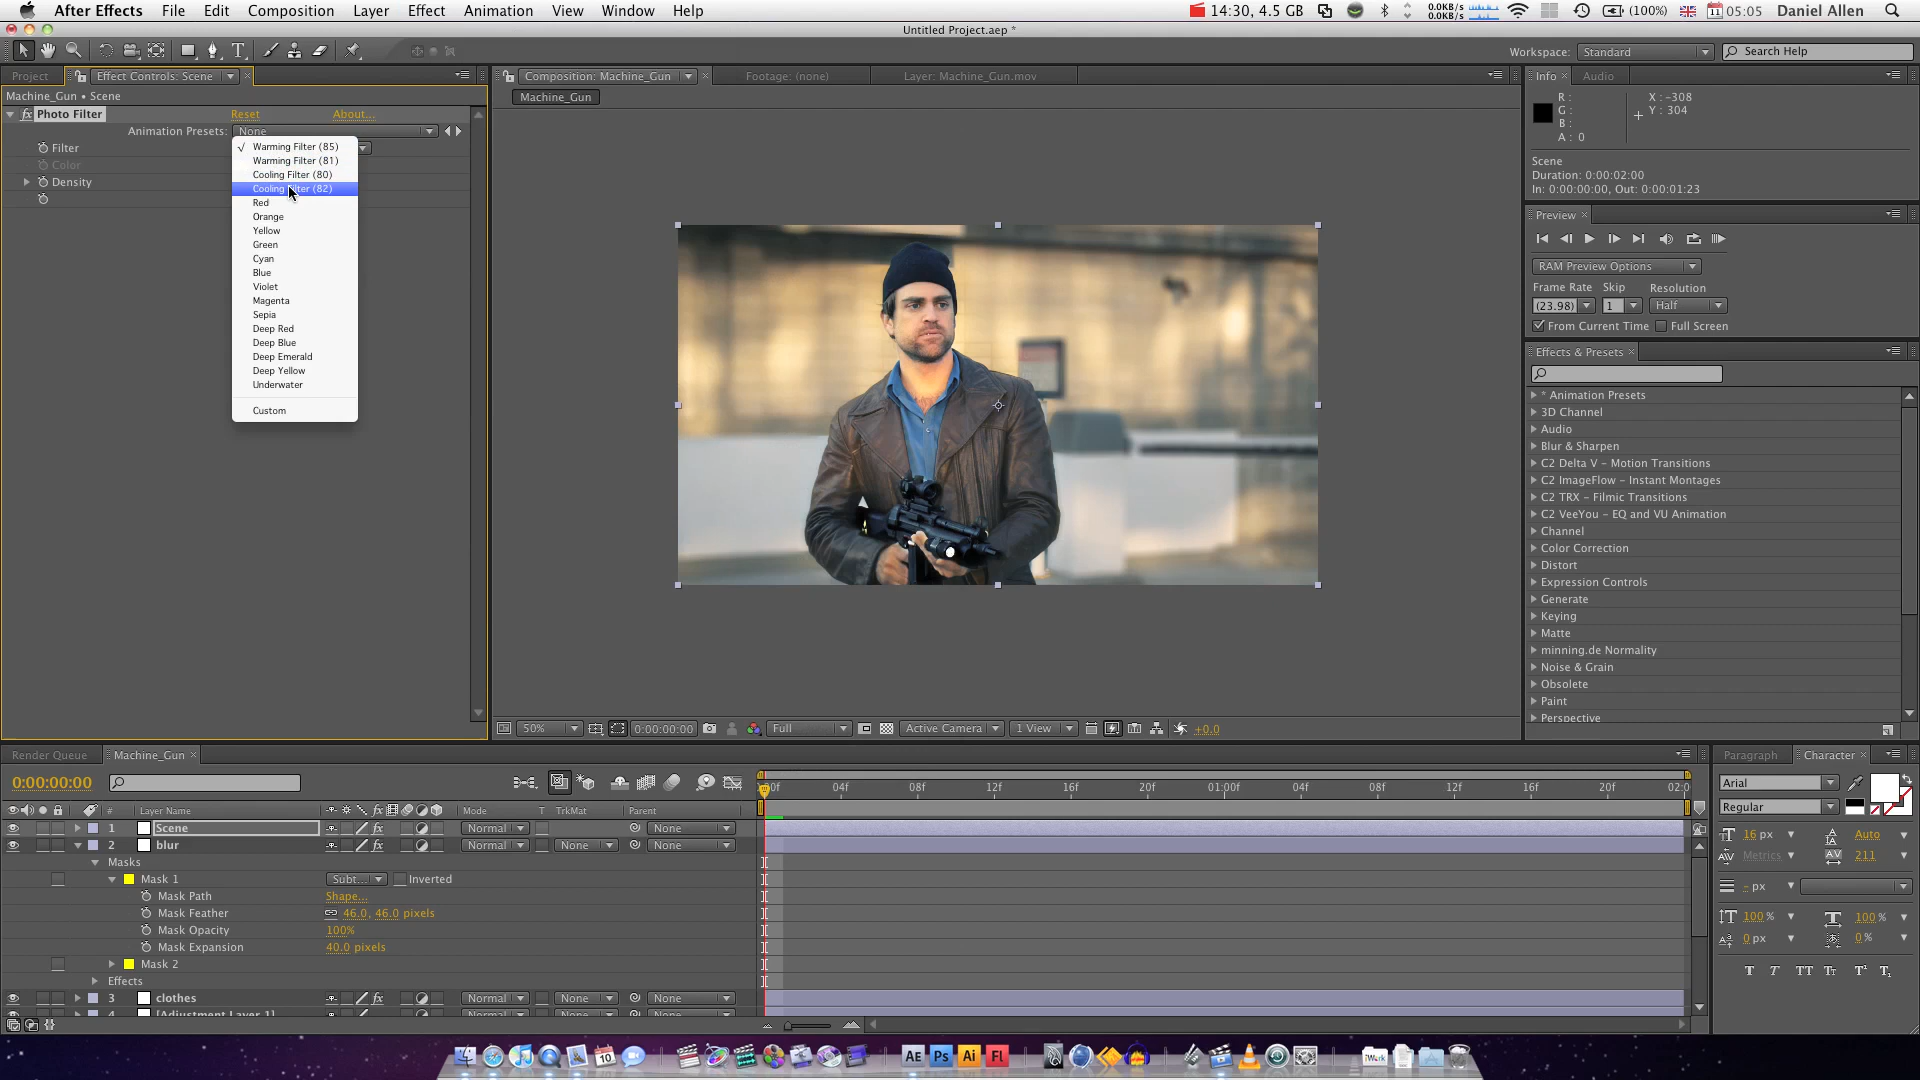 After Effects File Edit Composition Layer Effect Animation View Window Help 14:30, 4.5 GB 0.0KB/s 0.0KB/s (100%) 11 05:05 Daniel Allen
Untitled Project.aep *
Workspace: Standard Search Help
Project Effect Controls: Scene
Composition: Machine_Gun Footage: (none) Layer: Machine_Gun.mov
Info Audio
Machine_Gun • Scene
Machine_Gun
Photo Filter Reset About...
Animation Presets: None
Filter
Color
Density
✓ Warming Filter (85)
Warming Filter (81)
Cooling Filter (80)
Cooling Filter (82)
Red
Orange
Yellow
Green
Cyan
Blue
Violet
Magenta
Sepia
Deep Red
Deep Blue
Deep Emerald
Deep Yellow
Underwater
Custom
R :
G :
B :
A : 0
X : -308
Y : 304
Scene
Duration: 0:00:02:00
In: 0:00:00:00, Out: 0:00:01:23
Preview
RAM Preview Options
Frame Rate Skip Resolution
(23.98) 1 Half
From Current Time Full Screen
Effects & Presets
* Animation Presets
3D Channel
Audio
Blur & Sharpen
C2 Delta V - Motion Transitions
C2 ImageFlow - Instant Montages
C2 TRX - Filmic Transitions
C2 VeeYou - EQ and VU Animation
Channel
Color Correction
Distort
Expression Controls
Generate
Keying
Matte
minning.de Normality
Noise & Grain
Obsolete
Paint
Perspective
50% 0:00:00:00 Full Active Camera 1 View +0.0
Render Queue Machine_Gun
0:00:00:00
# Layer Name Mode T TrkMat Parent
:00f 04f 08f 12f 16f 20f 01:00f 04f 08f 12f 16f 20f 02:0
1 Scene Normal None
2 blur Normal None None
Masks
Mask 1 Subt... Inverted
Mask Path Shape...
Mask Feather 46.0, 46.0 pixels
Mask Opacity 100%
Mask Expansion 40.0 pixels
Mask 2
Effects
3 clothes Normal None None
4 [Adjustment Layer 1] Normal None None
Paragraph Character
Arial
Regular
16 px Auto
Metrics 211
- px
100 % 100 %
0 px 0 %
T T TT Tt T¹ T₁
10 AE Ps Ai Fl iWork